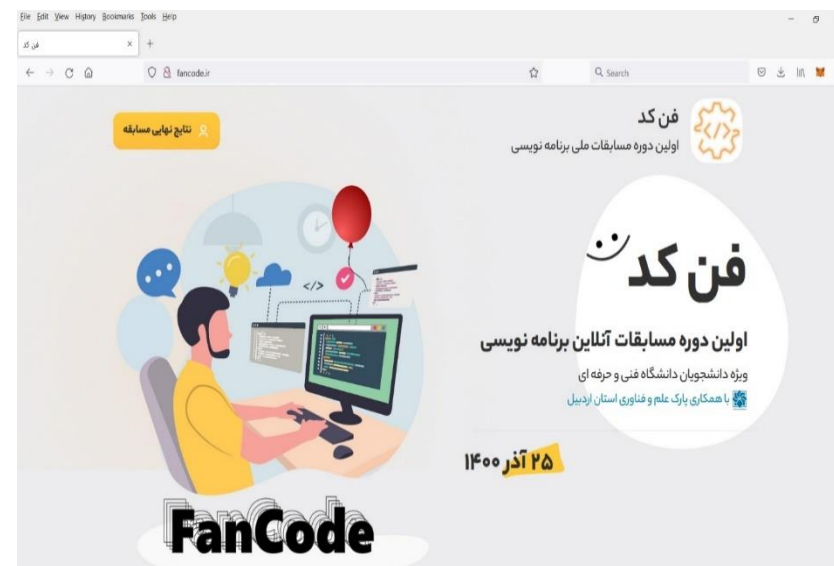 File Edit View History Bookmarks Tools Help
فن کد
fancode.ir
Search
نتایج نهایی مسابقه
فن کد
اولین دوره مسابقات ملی برنامه نویسی
</>
فن کد
اولین دوره مسابقات آنلاین برنامه نویسی
ویژه دانشجویان دانشگاه فنی و حرفه ای
با همکاری پارک علم و فناوری استان اردبیل
۲۵ آذر ۱۴۰۰
</>
FanCode